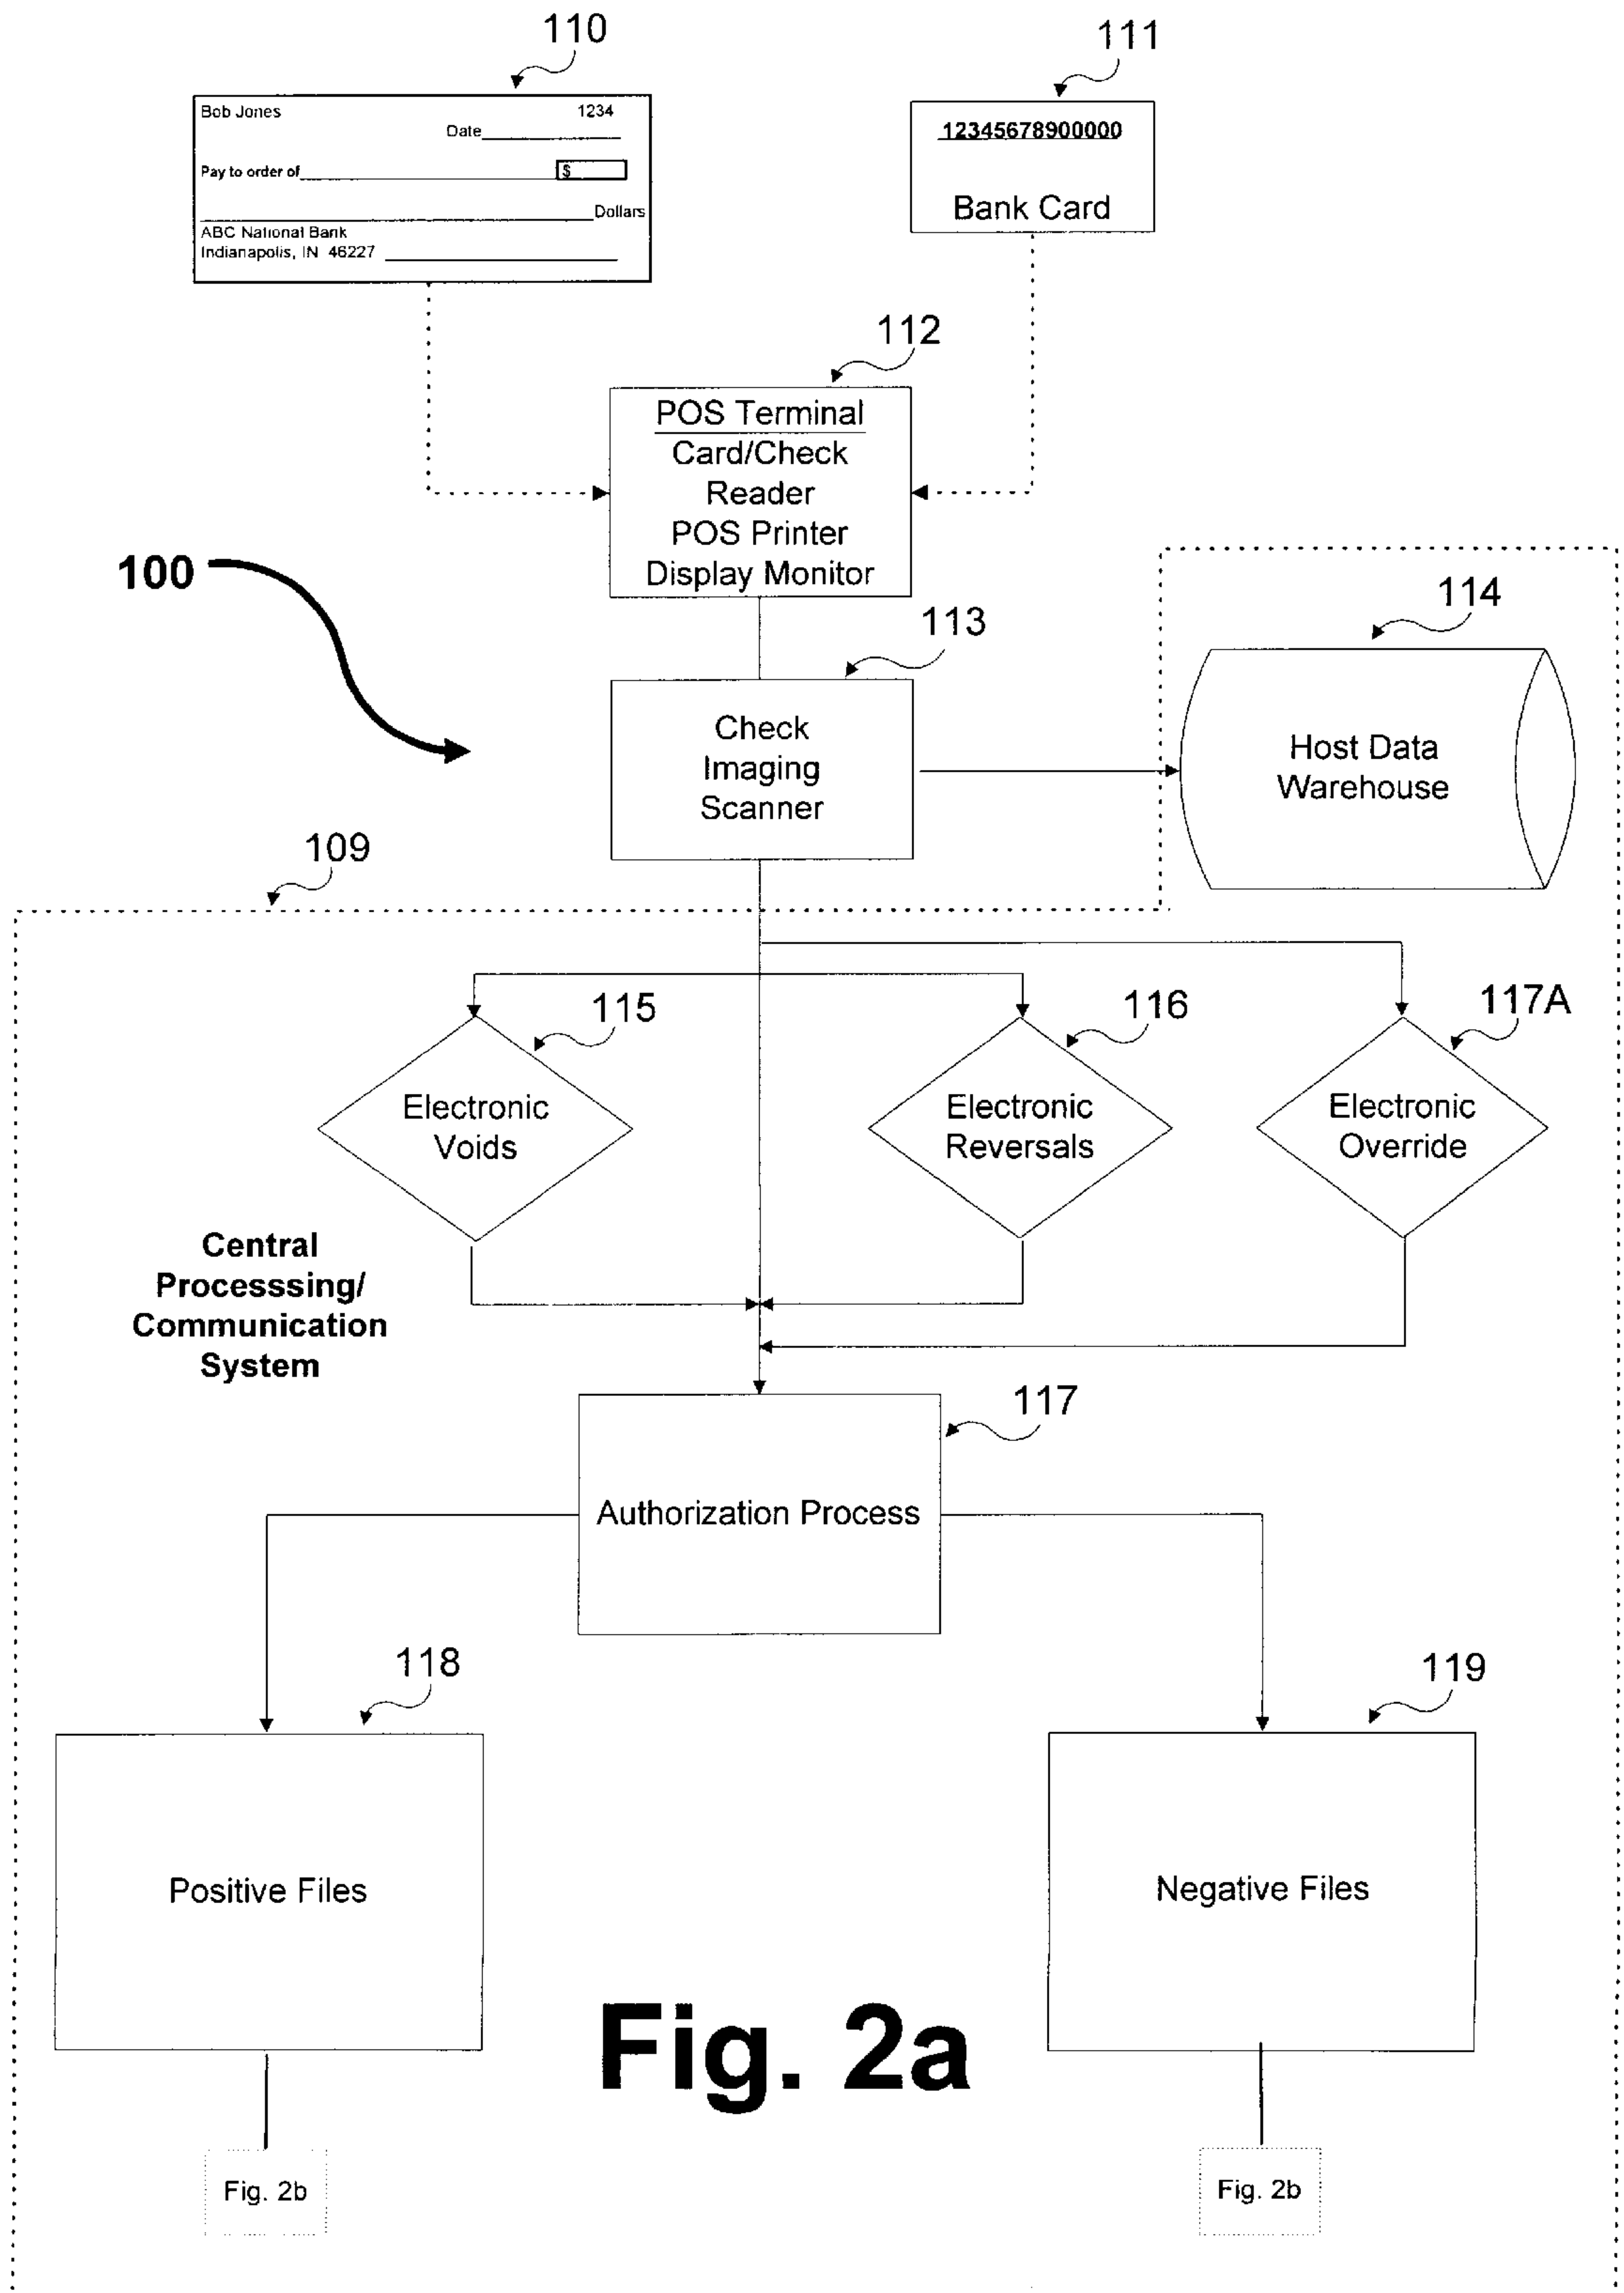 110
111
Bob Jones 1234
Date
Pay to order of $
Dollars
ABC National Bank
Indianapolis, IN 46227
12345678900000
Bank Card
112
POS Terminal
Card/Check
Reader
POS Printer
Display Monitor
100
113
114
Check
Imaging
Scanner
Host Data
Warehouse
109
115
116
117A
Electronic
Voids
Electronic
Reversals
Electronic
Override
Central
Processsing/
Communication
System
117
Authorization Process
118
119
Positive Files
Negative Files
Fig. 2a
Fig. 2b
Fig. 2b